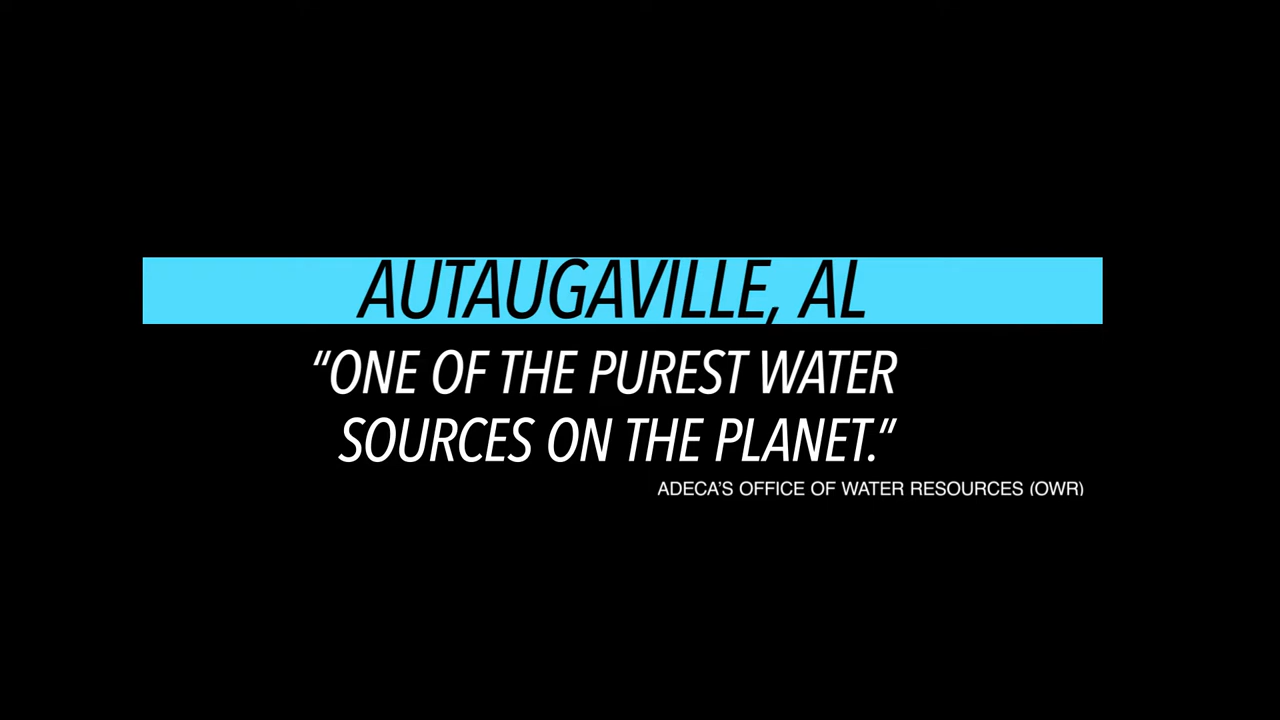 AUTAUGAVILLE, AL
“ONE OF THE PUREST WATER
SOURCES ON THE PLANET.”
ADECA’S OFFICE OF WATER RESOURCES (OWR)